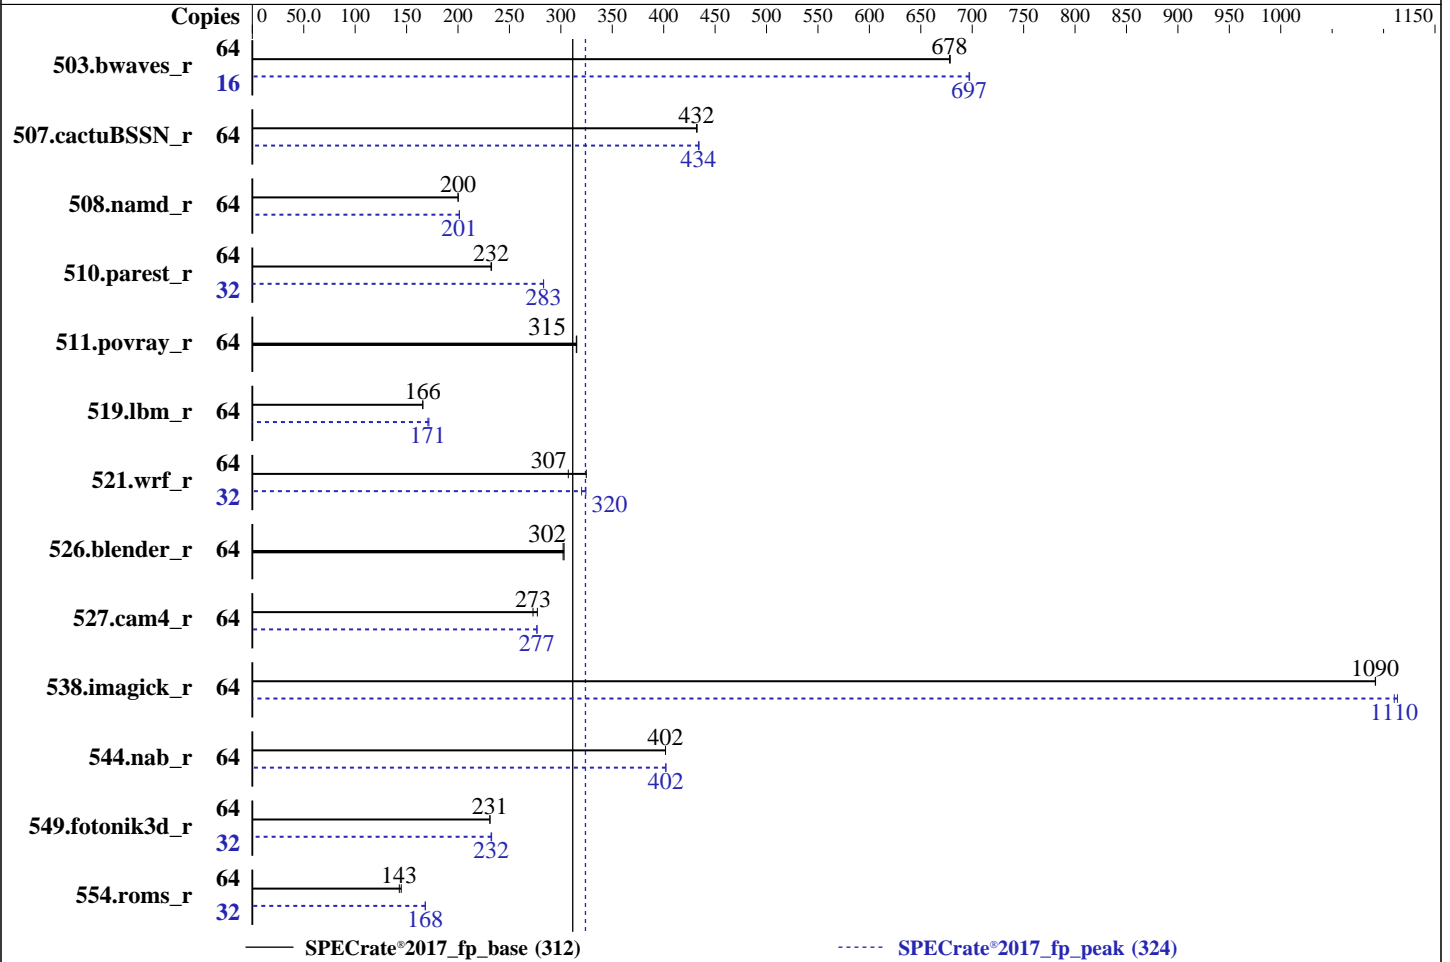 Copies 0 50.0 100 150 200 250 300 350 400 450 500 550 600 650 700 750 800 850 900 950 1000 1150
503.bwaves_r 64 678
16 697
507.cactuBSSN_r 64 432
434
508.namd_r 64 200
201
510.parest_r 64 232
32 283
511.povray_r 64 315
519.lbm_r 64 166
171
521.wrf_r 64 307
32 320
526.blender_r 64 302
527.cam4_r 64 273
277
538.imagick_r 64 1090
1110
544.nab_r 64 402
402
549.fotonik3d_r 64 231
32 232
554.roms_r 64 143
32 168
SPECrate®2017_fp_base (312) SPECrate®2017_fp_peak (324)